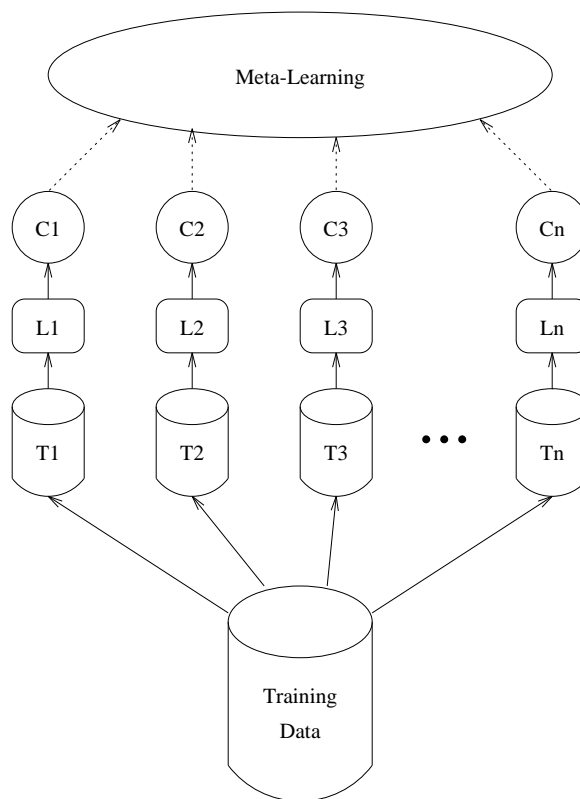 Meta-Learning
C1 C2 C3 Cn
L1 L2 L3 Ln
T1 T2 T3 Tn
Training
Data